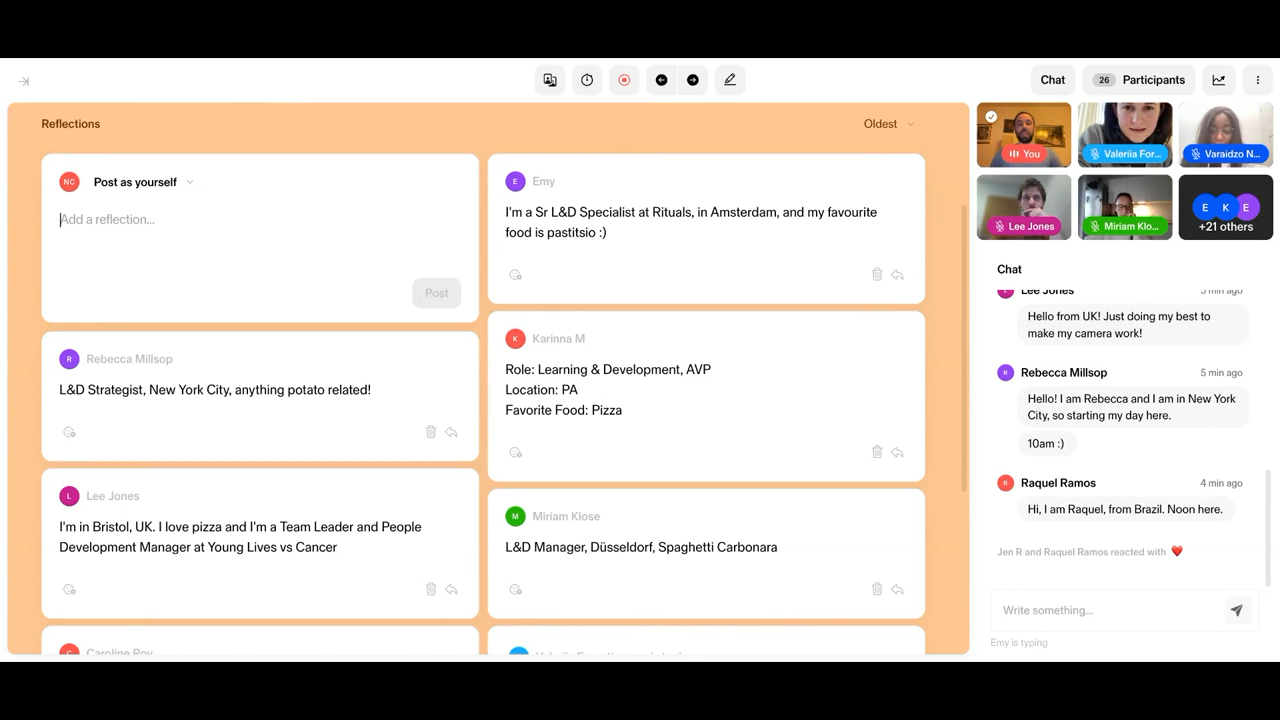 Chat
26 Participants
Reflections
Oldest
NC Post as yourself
Add a reflection...
Post
R Rebecca Millsop
L&D Strategist, New York City, anything potato related!
L Lee Jones
I'm in Bristol, UK. I love pizza and I'm a Team Leader and People
Development Manager at Young Lives vs Cancer
Caroline Roy
E Emy
I'm a Sr L&D Specialist at Rituals, in Amsterdam, and my favourite
food is pastitsio :)
K Karinna M
Role: Learning & Development, AVP
Location: PA
Favorite Food: Pizza
M Miriam Klose
L&D Manager, Düsseldorf, Spaghetti Carbonara
You
Valeriia For...
Varaidzo N...
Lee Jones
Miriam Klo...
E K E
+21 others
Chat
Lee Jones 5 min ago
Hello from UK! Just doing my best to
make my camera work!
R Rebecca Millsop 5 min ago
Hello! I am Rebecca and I am in New York
City, so starting my day here.
10am :)
R Raquel Ramos 4 min ago
Hi, I am Raquel, from Brazil. Noon here.
Jen R and Raquel Ramos reacted with ❤️
Write something...
Emy is typing